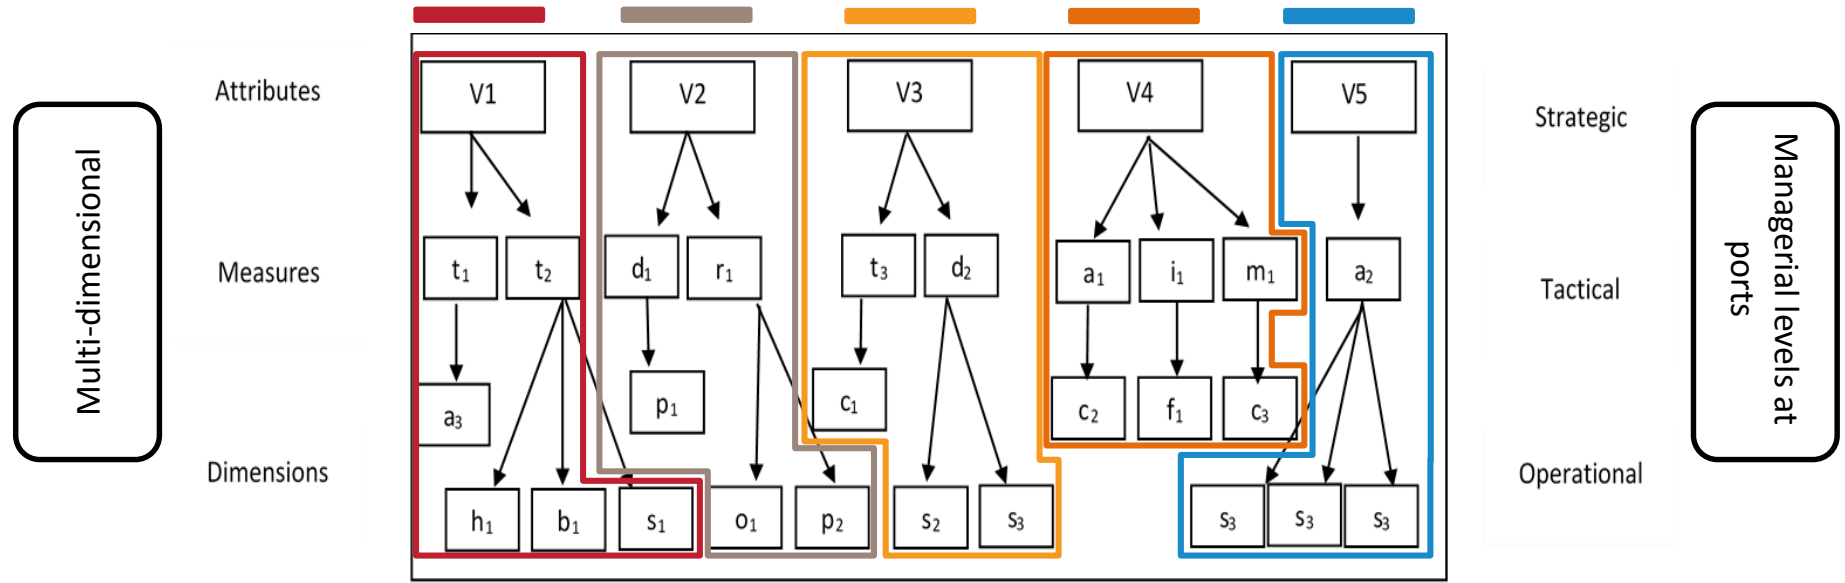 Multi-dimensional
Attributes
Measures
Dimensions
V1
V2
V3
V4
V5
t1
t2
d1
r1
t3
d2
a1
i1
m1
a2
a3
p1
c1
c2
f1
c3
h1
b1
s1
o1
p2
s2
s3
s3
s3
s3
Strategic
Tactical
Operational
Managerial levels at
ports